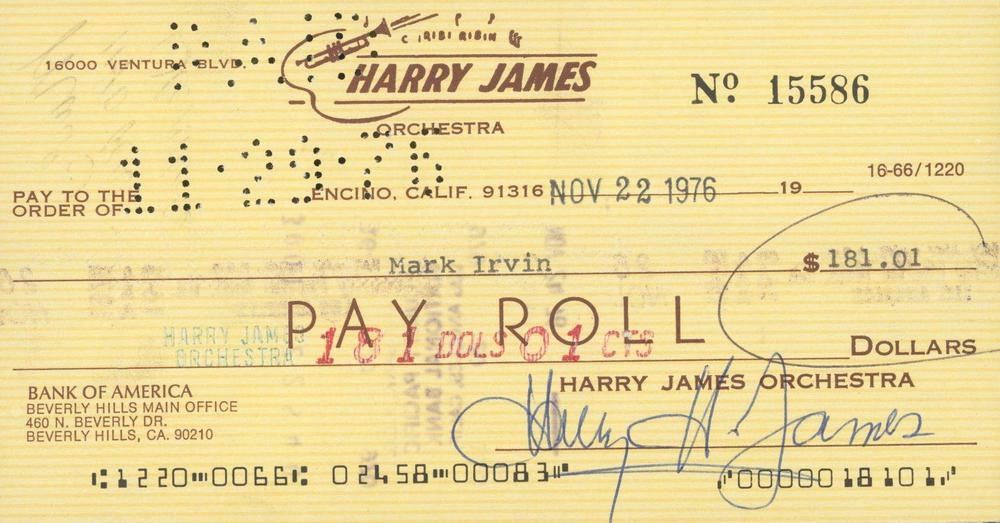 CIRIBI RIBIN
16000 VENTURA BLVD.
HARRY JAMES
ORCHESTRA
Nº 15586
11·29·76
ENCINO, CALIF. 91316 NOV 22 1976 19
16-66/1220
PAY TO THE
ORDER OF
Mark Irvin $181.01
PAY ROLL
HARRY JAMES
ORCHESTRA
181 DOLS 01 CTS
DOLLARS
BANK OF AMERICA
BEVERLY HILLS MAIN OFFICE
460 N. BEVERLY DR.
BEVERLY HILLS, CA. 90210
HARRY JAMES ORCHESTRA
Harry H. James
⑆1220⑉0066⑆ 02458⑉00083⑈ ⑈0000018101⑈